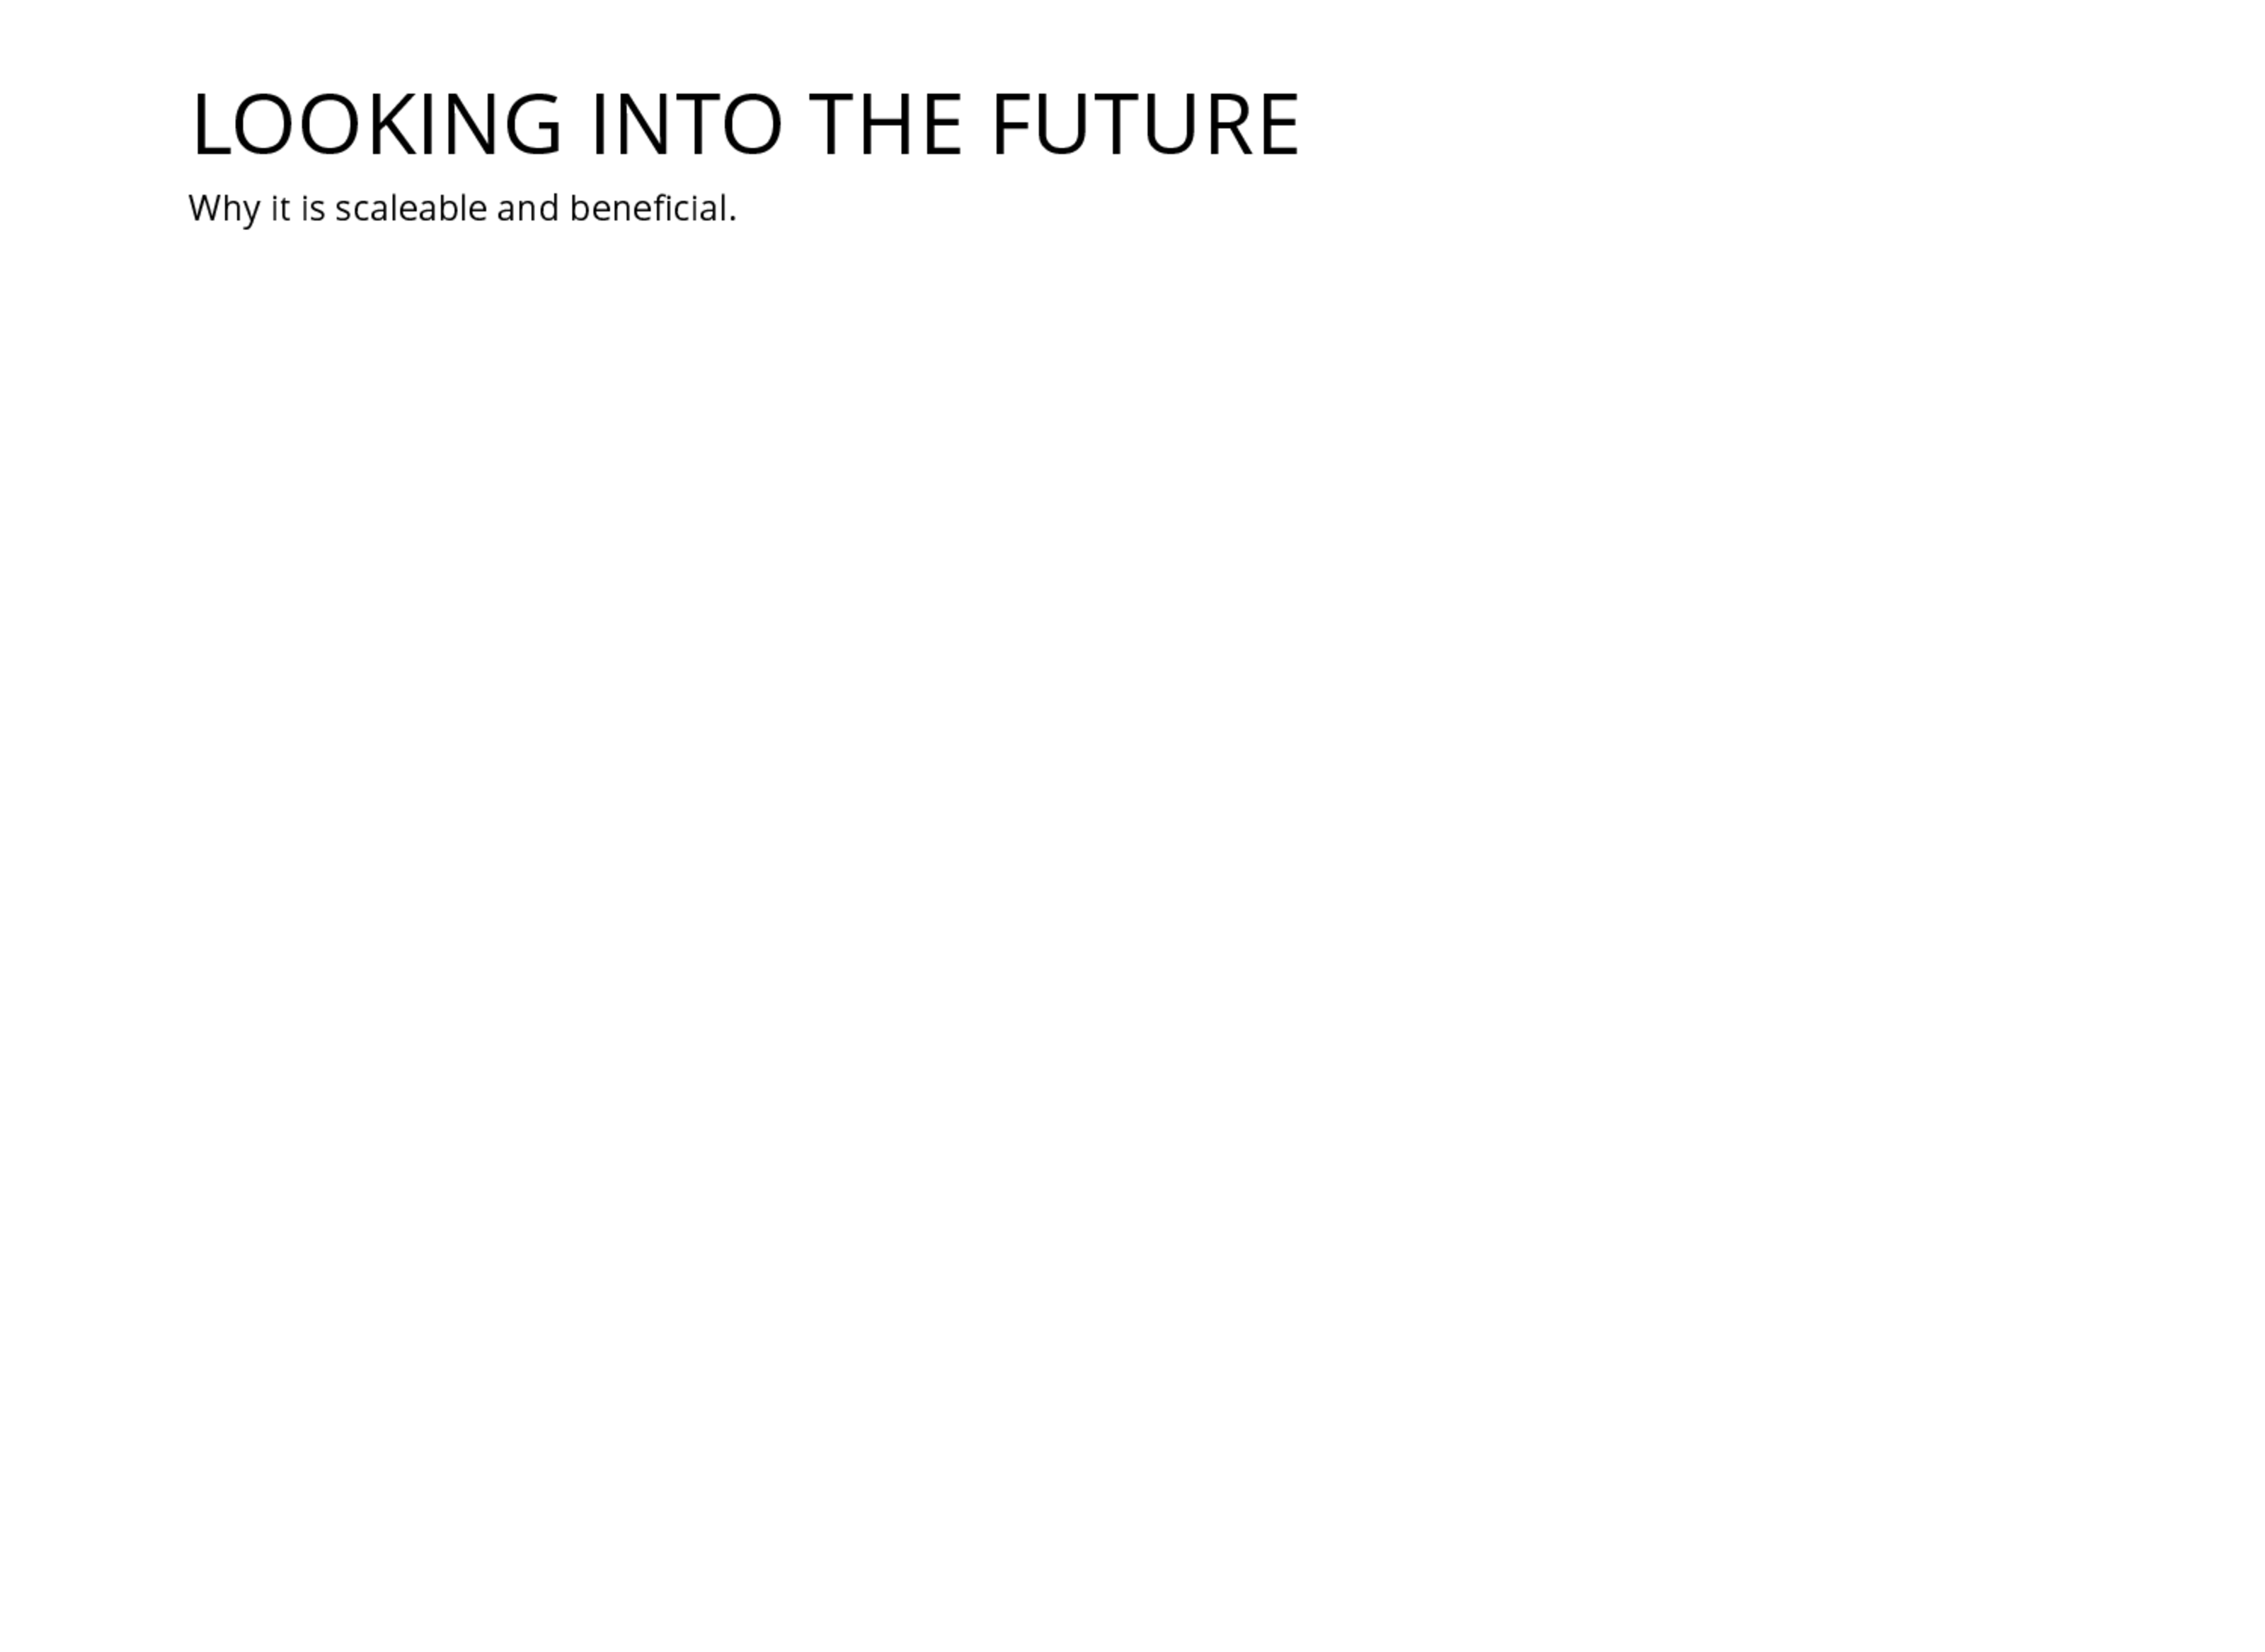 LOOKING INTO THE FUTURE
Why it is scaleable and beneficial.